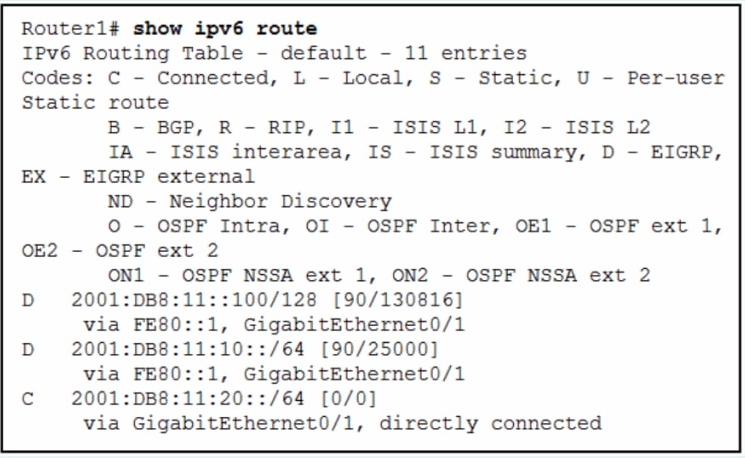 Router1# show ipv6 route
IPv6 Routing Table - default - 11 entries
Codes: C - Connected, L - Local, S - Static, U - Per-user
Static route
B - BGP, R - RIP, I1 - ISIS L1, I2 - ISIS L2
IA - ISIS interarea, IS - ISIS summary, D - EIGRP,
EX - EIGRP external
ND - Neighbor Discovery
O - OSPF Intra, OI - OSPF Inter, OE1 - OSPF ext 1,
OE2 - OSPF ext 2
ON1 - OSPF NSSA ext 1, ON2 - OSPF NSSA ext 2
D 2001:DB8:11::100/128 [90/130816]
via FE80::1, GigabitEthernet0/1
D 2001:DB8:11:10::/64 [90/25000]
via FE80::1, GigabitEthernet0/1
C 2001:DB8:11:20::/64 [0/0]
via GigabitEthernet0/1, directly connected